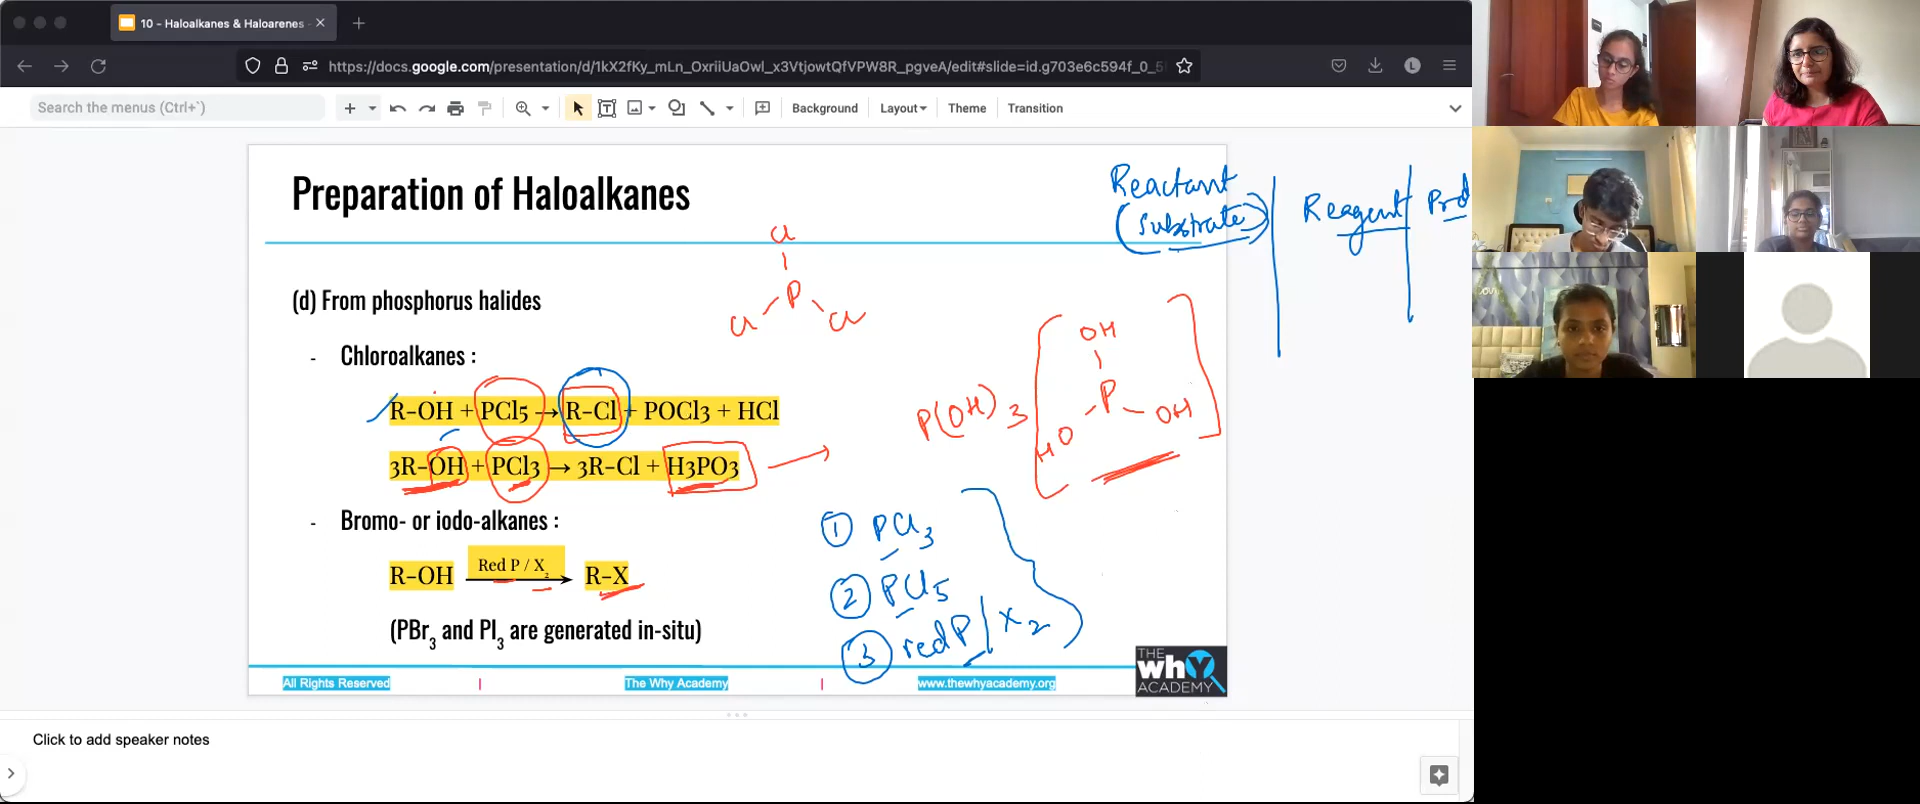 10 - Haloalkanes & Haloarenes -
https://docs.google.com/presentation/d/1kX2fKy_mLn_OxriiUaOwl_x3VtjowtQfVPW8R_pgveA/edit#slide=id.g703e6c594f_0_5
L
Search the menus (Ctrl+`)
Background
Layout
Theme
Transition
Preparation of Haloalkanes
Reactant
(Substrate)
Reagent
Prd
(d) From phosphorus halides
Cl
P
Cl Cl
- Chloroalkanes :
R-OH + PCl5 → R-Cl + POCl3 + HCl
3R-OH + PCl3 → 3R-Cl + H3PO3
P(OH)3
OH
P
HO OH
- Bromo- or iodo-alkanes :
R-OH Red P / X2 → R-X
(PBr3 and PI3 are generated in-situ)
1 PCl3
2 PCl5
3 red P / X2
All Rights Reserved | The Why Academy | www.thewhyacademy.org
THE
whY
ACADEMY
Click to add speaker notes